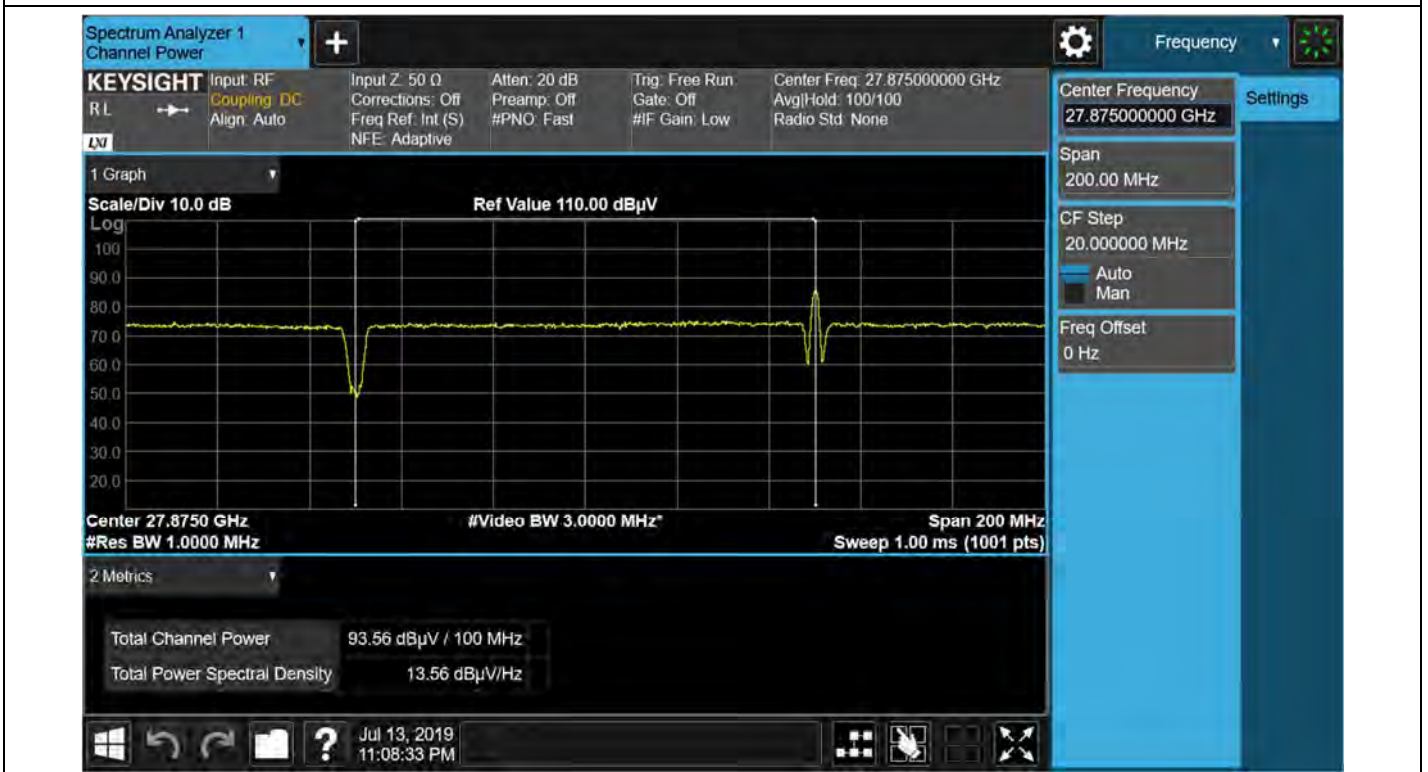 Spectrum Analyzer 1
Channel Power
+
Frequency
KEYSIGHT
RL
LXI
Input: RF
Coupling: DC
Align: Auto
Input Z: 50 Ω
Corrections: Off
Freq Ref: Int (S)
NFE: Adaptive
Atten: 20 dB
Preamp: Off
#PNO: Fast
Trig: Free Run
Gate: Off
#IF Gain: Low
Center Freq: 27.875000000 GHz
Avg|Hold: 100/100
Radio Std: None
Center Frequency
27.875000000 GHz
Settings
Span
200.00 MHz
CF Step
20.000000 MHz
Auto
Man
Freq Offset
0 Hz
1 Graph
Scale/Div 10.0 dB
Ref Value 110.00 dBµV
Log
100
90.0
80.0
70.0
60.0
50.0
40.0
30.0
20.0
Center 27.8750 GHz
#Video BW 3.0000 MHz*
Span 200 MHz
#Res BW 1.0000 MHz
Sweep 1.00 ms (1001 pts)
2 Metrics
Total Channel Power 93.56 dBµV / 100 MHz
Total Power Spectral Density 13.56 dBµV/Hz
?
Jul 13, 2019
11:08:33 PM